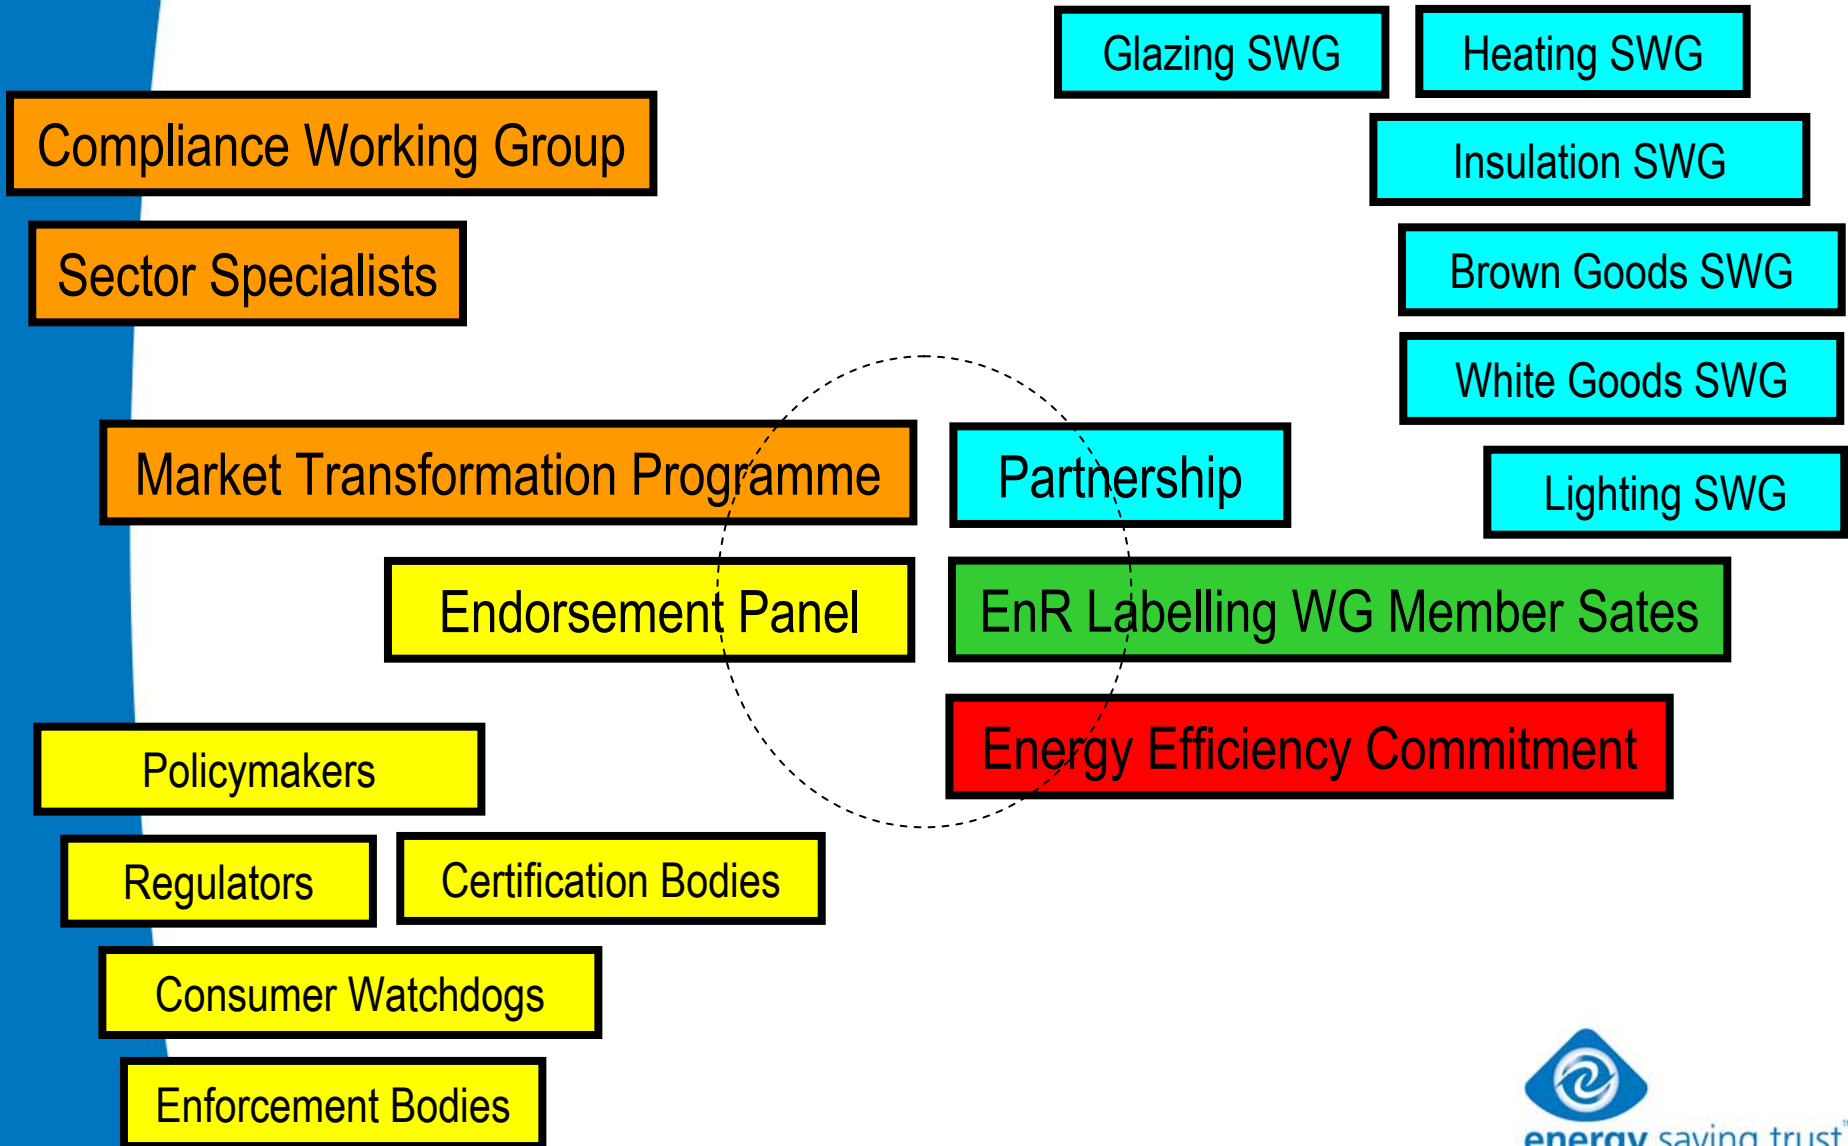 Glazing SWG
Heating SWG
Compliance Working Group
Insulation SWG
Sector Specialists
Brown Goods SWG
White Goods SWG
Market Transformation Programme
Partnership
Lighting SWG
Endorsement Panel
EnR Labelling WG Member Sates
Energy Efficiency Commitment
Policymakers
Regulators
Certification Bodies
Consumer Watchdogs
Enforcement Bodies
energy saving trust